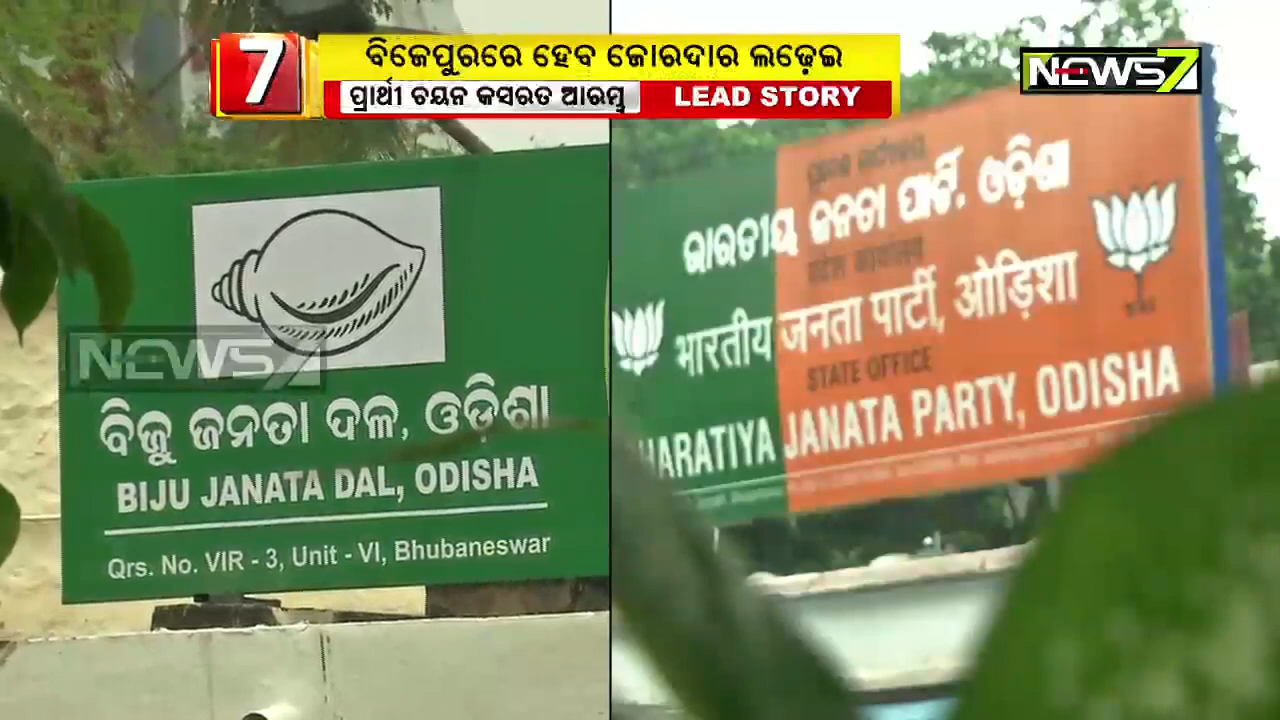 7
ବିଜେପୁରରେ ହେବ ଜୋରଦାର ଲଢ଼େଇ
ପ୍ରାର୍ଥୀ ଚୟନ କସରତ ଆରମ୍ଭ
LEAD STORY
NEWS7
NEWS7
ବିଜୁ ଜନତା ଦଳ, ଓଡ଼ିଶା
BIJU JANATA DAL, ODISHA
Qrs. No. VIR - 3, Unit - VI, Bhubaneswar
ଭାରତୀୟ ଜନତା ପାର୍ଟି, ଓଡ଼ିଶା
भारतीय जनता पार्टी, ओड़िशा
STATE OFFICE
HARATIYA JANATA PARTY, ODISHA